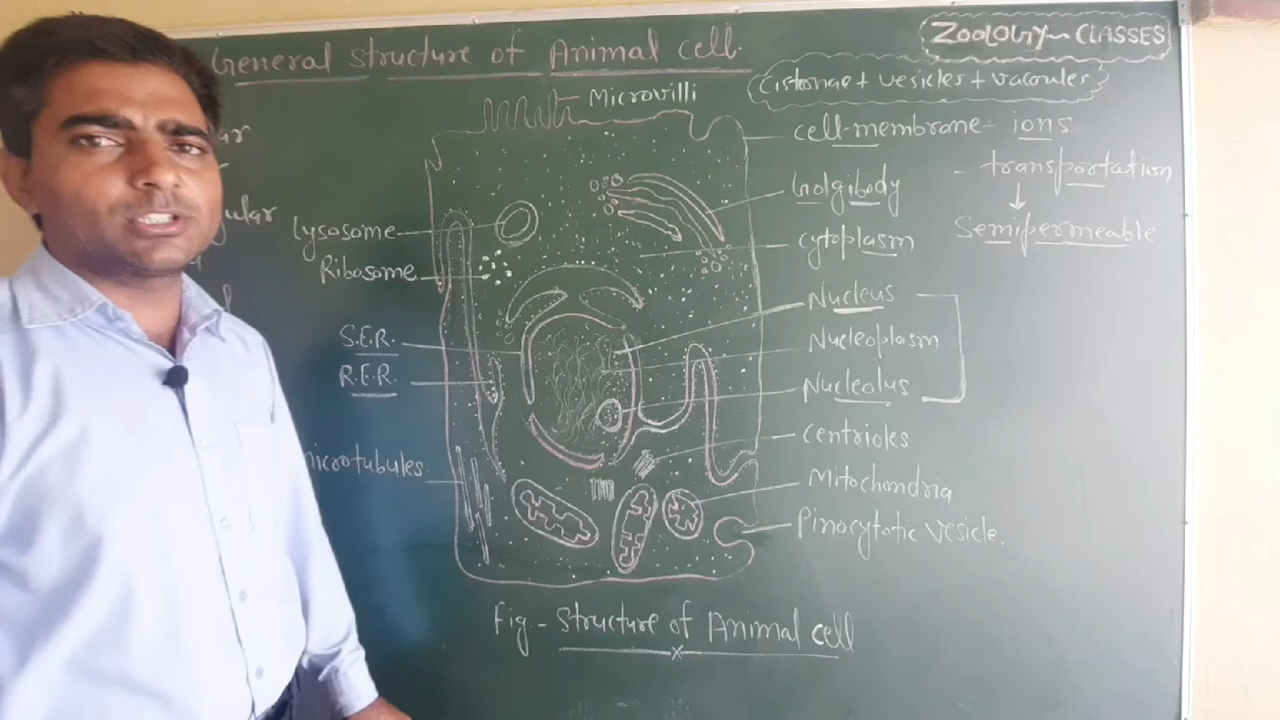 General structure of Animal cell.
ZOOLOGY CLASSES
Cisternae + vesicles + vacoules
Microvilli
cell-membrane - ions
- transportation
Semipermeable
Golgibody
cytoplasm
Nucleus
Nucleoplasm
Nucleolus
Centrioles
Mitochondria
Pinocytotic vesicle.
Lysosome
Ribosome
S.E.R.
R.E.R.
microtubules
Fig. - Structure of Animal cell
x